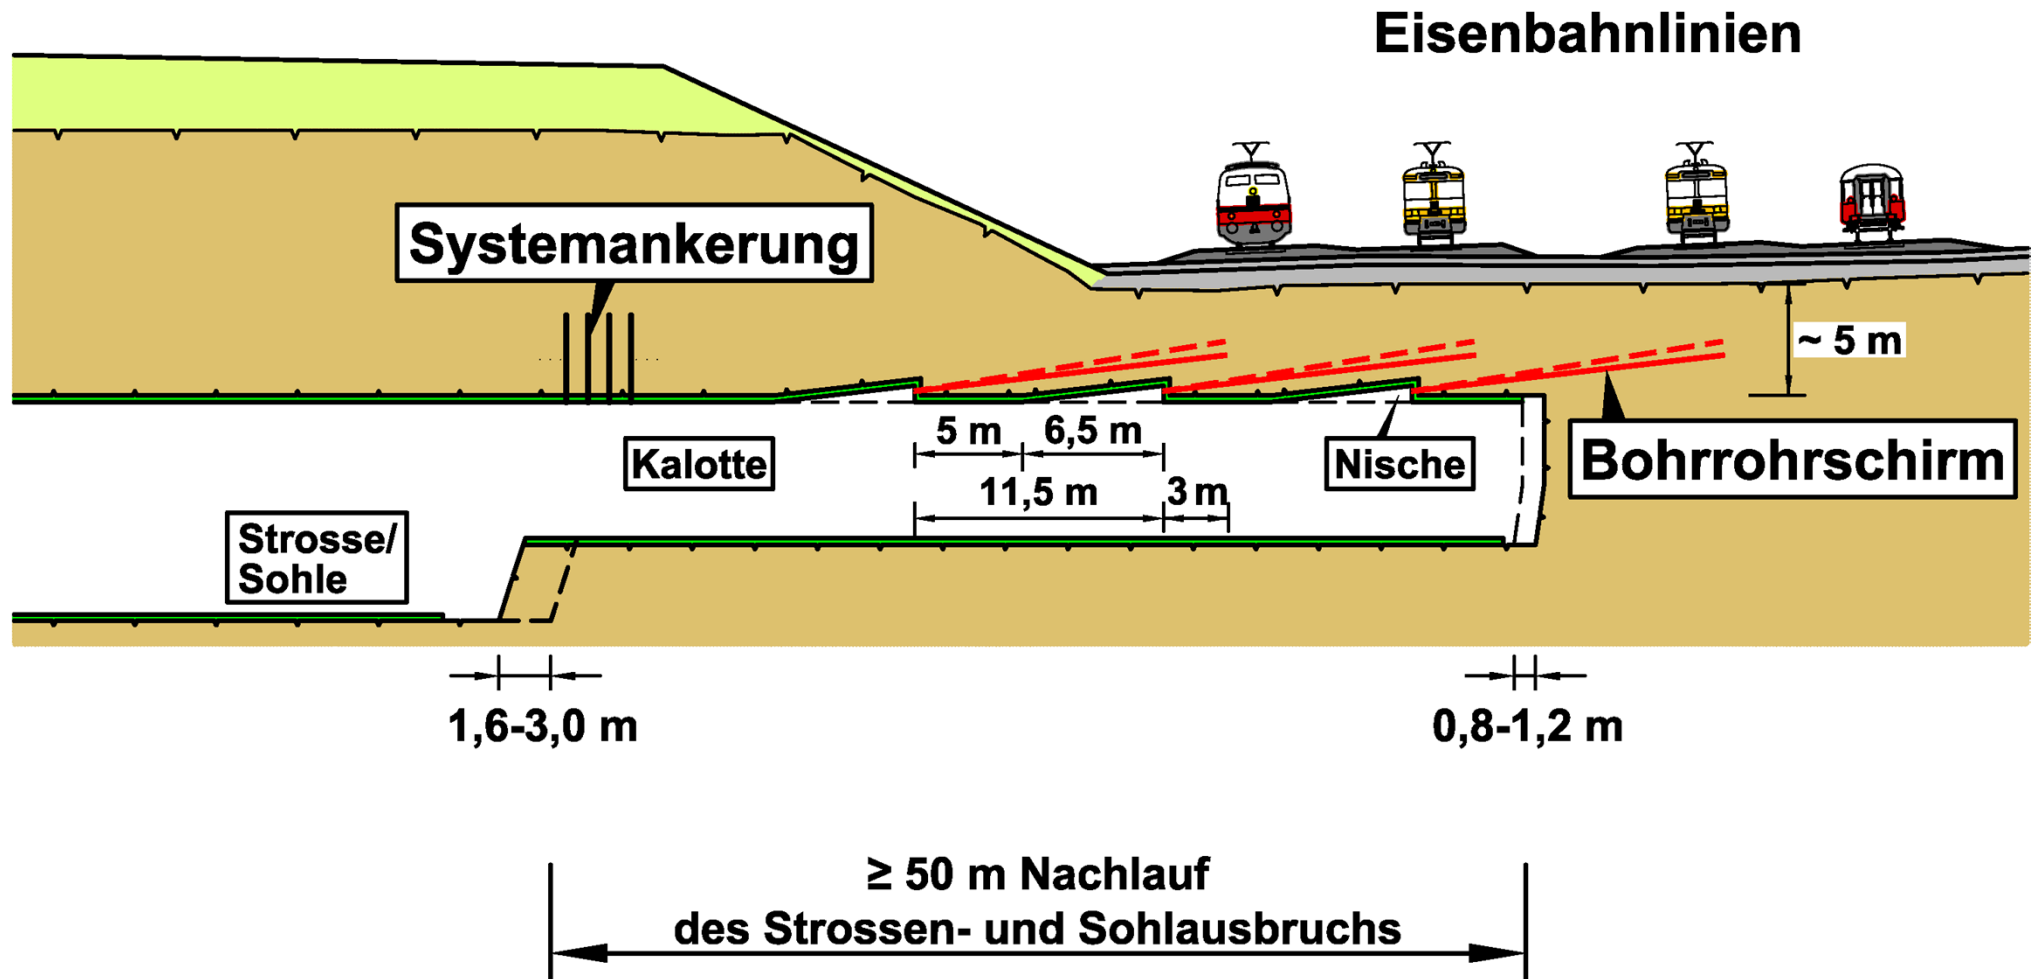 Eisenbahnlinien
Systemankerung
~ 5 m
5 m
6,5 m
Kalotte
Nische
Bohrrohrschirm
11,5 m
3 m
Strosse/
Sohle
1,6-3,0 m
0,8-1,2 m
≥ 50 m Nachlauf
des Strossen- und Sohlausbruchs